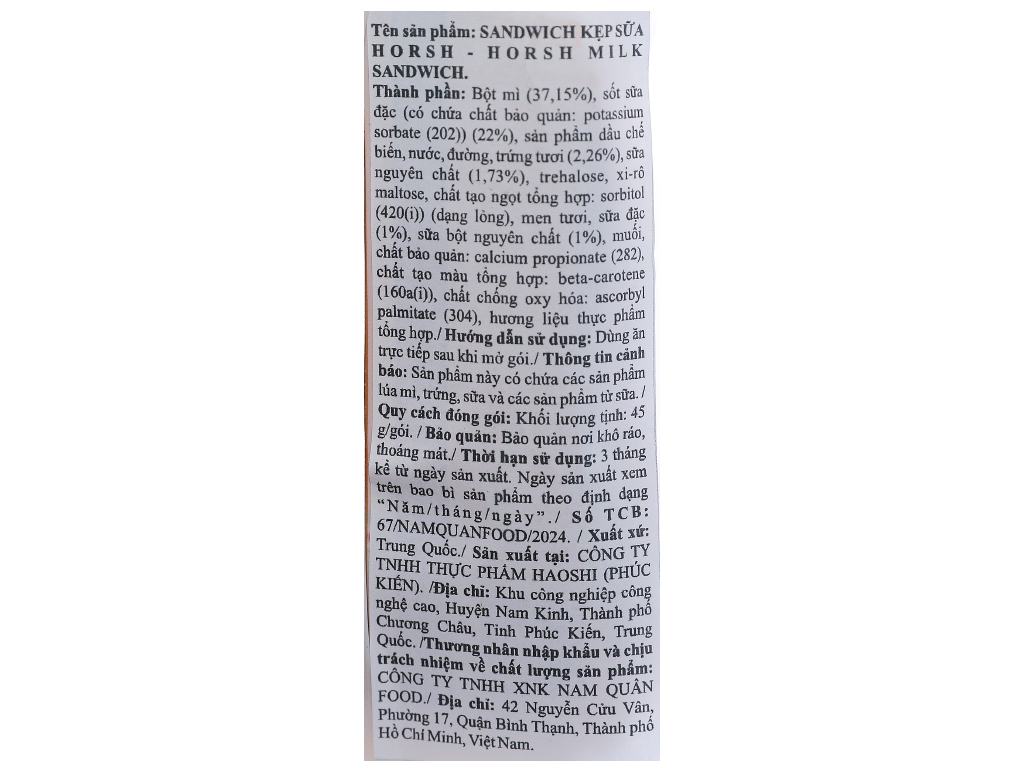 Tên sản phẩm: SANDWICH KẸP SỮA
HORSH - HORSH MILK
SANDWICH.
Thành phần: Bột mì (37,15%), sốt sữa
đặc (có chứa chất bảo quản: potassium
sorbate (202)) (22%), sản phẩm dầu chế
biến, nước, đường, trứng tươi (2,26%), sữa
nguyên chất (1,73%), trehalose, xi-rô
maltose, chất tạo ngọt tổng hợp: sorbitol
(420(i)) (dạng lỏng), men tươi, sữa đặc
(1%), sữa bột nguyên chất (1%), muối,
chất bảo quản: calcium propionate (282),
chất tạo màu tổng hợp: beta-carotene
(160a(i)), chất chống oxy hóa: ascorbyl
palmitate (304), hương liệu thực phẩm
tổng hợp./ Hướng dẫn sử dụng: Dùng ăn
trực tiếp sau khi mở gói./ Thông tin cảnh
báo: Sản phẩm này có chứa các sản phẩm
lúa mì, trứng, sữa và các sản phẩm từ sữa. /
Quy cách đóng gói: Khối lượng tịnh: 45
g/gói. / Bảo quản: Bảo quản nơi khô ráo,
thoáng mát./ Thời hạn sử dụng: 3 tháng
kể từ ngày sản xuất. Ngày sản xuất xem
trên bao bì sản phẩm theo định dạng
“Năm/tháng/ngày”./ Số TCB:
67/NAMQUANFOOD/2024. / Xuất xứ:
Trung Quốc./ Sản xuất tại: CÔNG TY
TNHH THỰC PHẨM HAOSHI (PHÚC
KIẾN). /Địa chỉ: Khu công nghiệp công
nghệ cao, Huyện Nam Kinh, Thành phố
Chương Châu, Tỉnh Phúc Kiến, Trung
Quốc. /Thương nhân nhập khẩu và chịu
trách nhiệm về chất lượng sản phẩm:
CÔNG TY TNHH XNK NAM QUÂN
FOOD./ Địa chỉ: 42 Nguyễn Cửu Vân,
Phường 17, Quận Bình Thạnh, Thành phố
Hồ Chí Minh, Việt Nam.